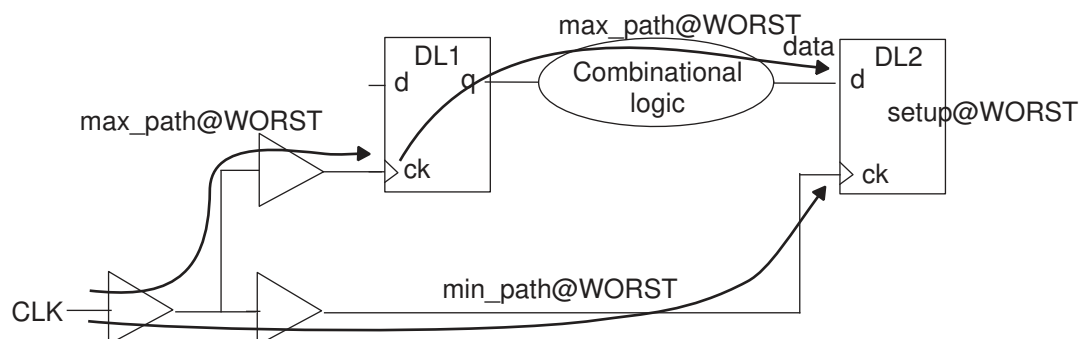 max_path@WORST
DL1
data
DL2
d
q
Combinational
logic
d
max_path@WORST
setup@WORST
ck
ck
min_path@WORST
CLK